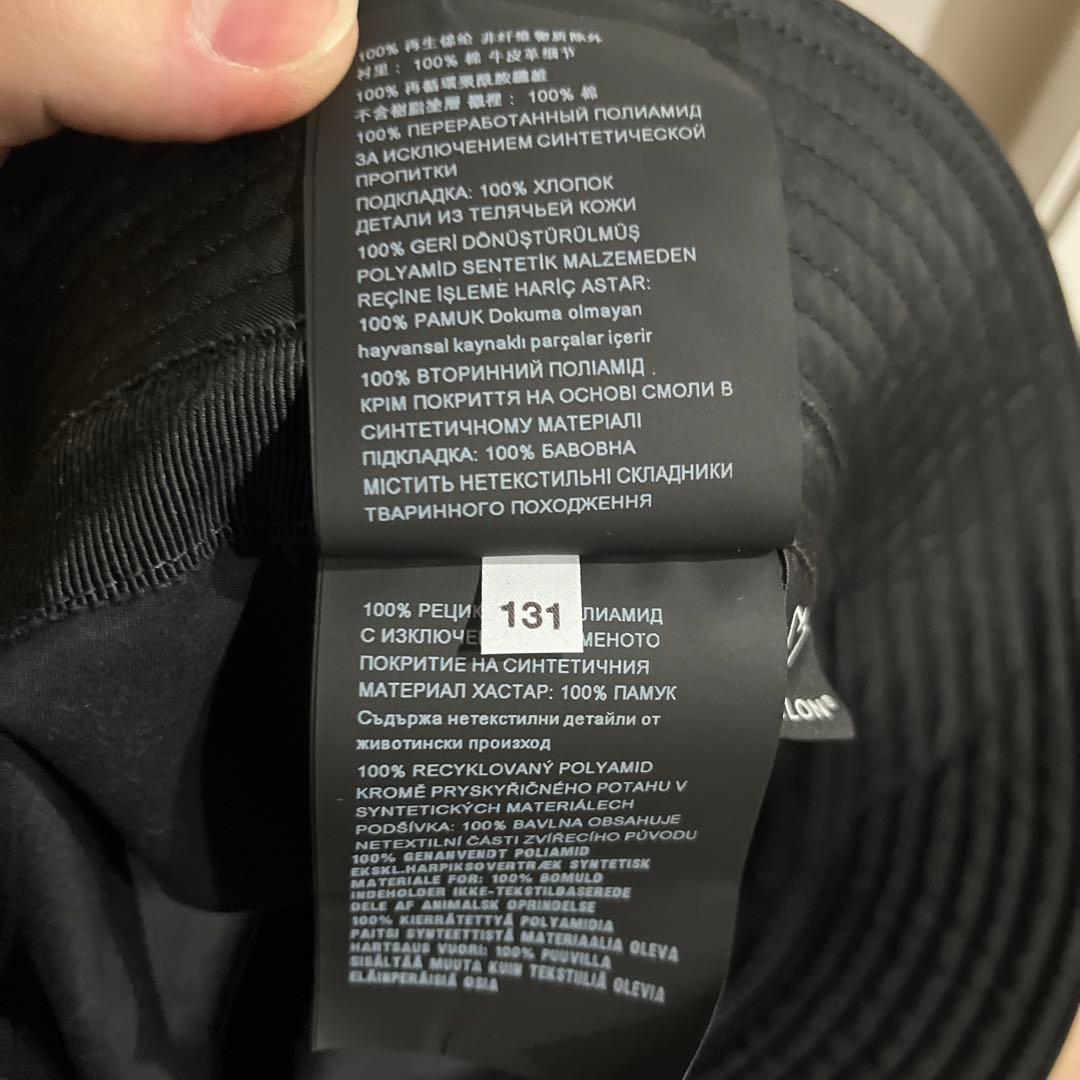 100% 再生锦纶 非纤维物质除外
衬里：100% 棉 牛皮革细节
100% 再循環聚酰胺纖維
不含樹脂塗層 襯裡：100% 棉
100% ПЕРЕРАБОТАННЫЙ ПОЛИАМИД
ЗА ИСКЛЮЧЕНИЕМ СИНТЕТИЧЕСКОЙ
ПРОПИТКИ
ПОДКЛАДКА: 100% ХЛОПОК
ДЕТАЛИ ИЗ ТЕЛЯЧЬЕЙ КОЖИ
100% GERİ DÖNÜŞTÜRÜLMÜŞ
POLYAMİD SENTETİK MALZEMEDEN
REÇİNE İŞLEME HARİÇ ASTAR:
100% PAMUK Dokuma olmayan
hayvansal kaynaklı parçalar içerir
100% ВТОРИННИЙ ПОЛІАМІД .
КРІМ ПОКРИТТЯ НА ОСНОВІ СМОЛИ В
СИНТЕТИЧНОМУ МАТЕРІАЛІ
ПІДКЛАДКА: 100% БАВОВНА
МІСТИТЬ НЕТЕКСТИЛЬНІ СКЛАДНИКИ
ТВАРИННОГО ПОХОДЖЕННЯ
131
100% РЕЦИК ЛИАМИД
С ИЗКЛЮЧЕ МЕНОТО
ПОКРИТИЕ НА СИНТЕТИЧНИЯ
МАТЕРИАЛ ХАСТАР: 100% ПАМУК
Съдържа нетекстилни детайли от
животински произход
100% RECYKLOVANÝ POLYAMID
KROMĚ PRYSKYŘIČNÉHO POTAHU V
SYNTETICKÝCH MATERIÁLECH
PODŠÍVKA: 100% BAVLNA OBSAHUJE
NETEXTILNÍ ČÁSTI ZVÍŘECÍHO PŮVODU
100% GENANVENDT POLIAMID
EKSKL.HARPIKSOVERTRÆK SYNTETISK
MATERIALE FOR: 100% BOMULD
INDEHOLDER IKKE-TEKSTILBASEREDE
DELE AF ANIMALSK OPRINDELSE
100% KIERRÄTETTYÄ POLYAMIDIA
PAITSI SYNTEETTISTÄ MATERIAALIA OLEVA
HARTSAUS VUORI: 100% PUUVILLA
SISÄLTÄÄ MUUTA KUIN TEKSTIILIÄ OLEVIA
ELÄINPERÄISIÄ OSIA
LON®